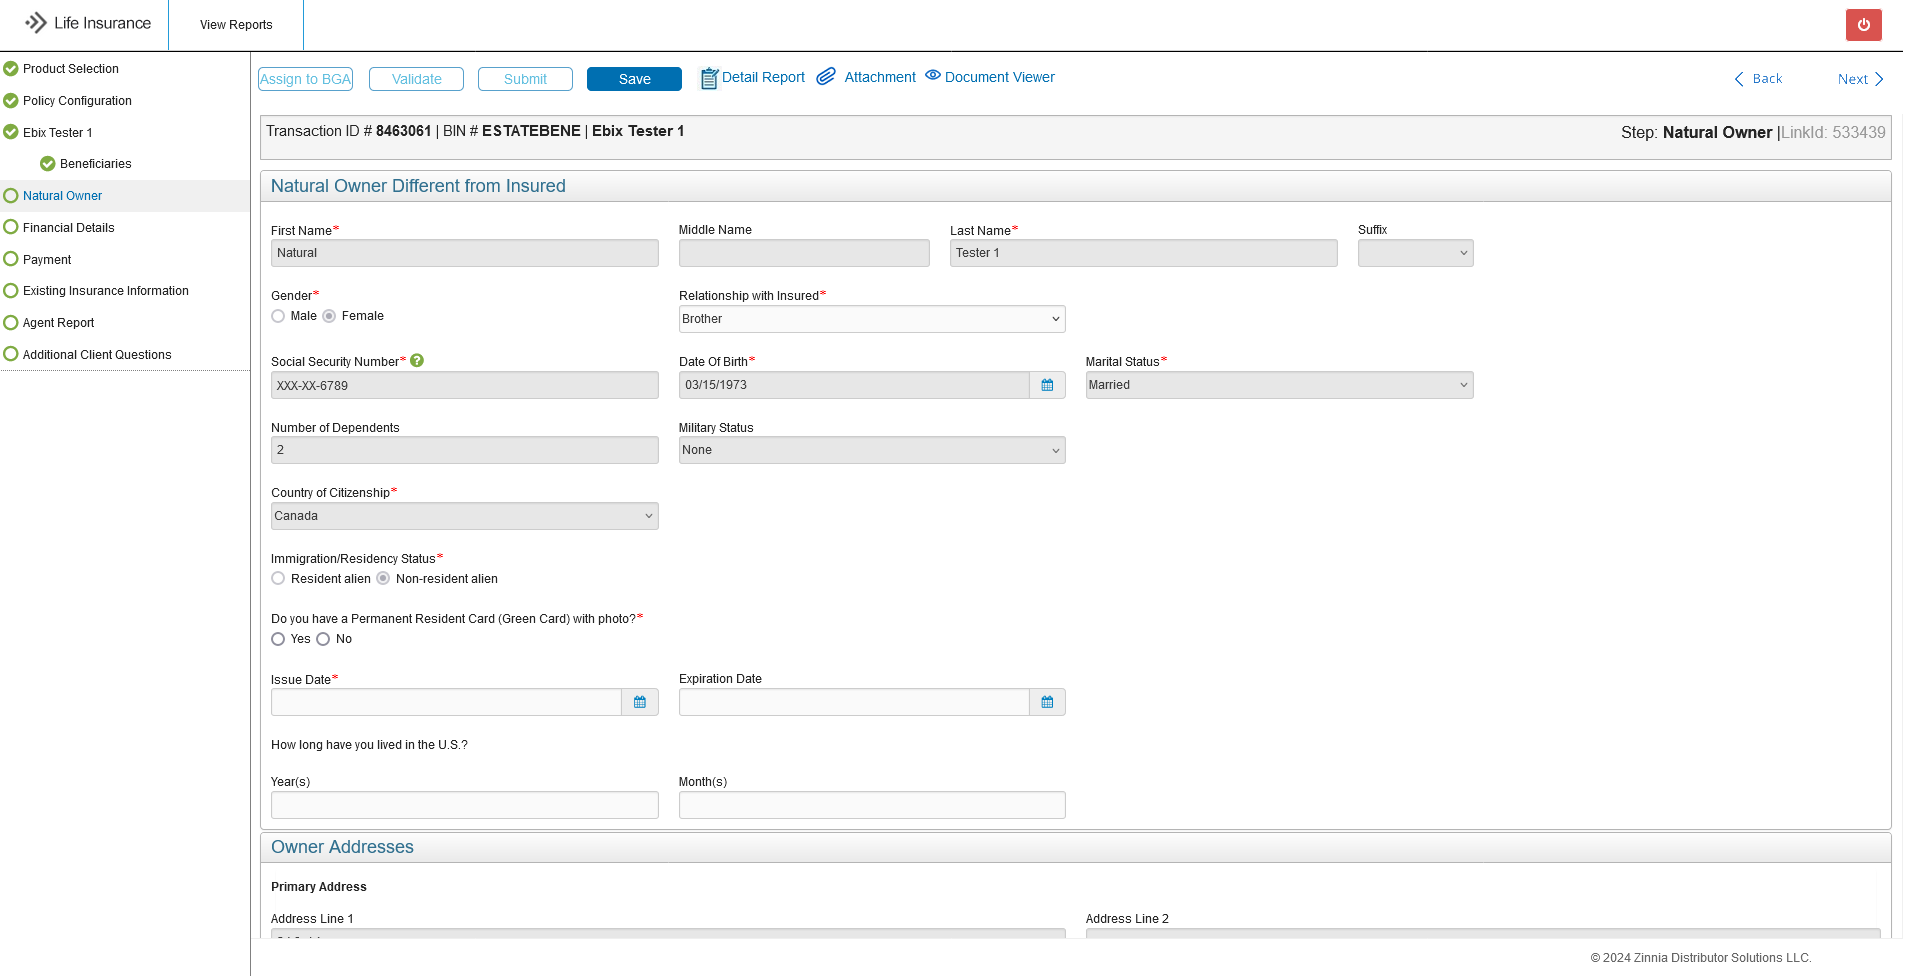 Life Insurance
View Reports
Product Selection
Policy Configuration
Ebix Tester 1
Beneficiaries
Natural Owner
Financial Details
Payment
Existing Insurance Information
Agent Report
Additional Client Questions
Assign to BGA Validate Submit Save Detail Report Attachment Document Viewer Back Next
Transaction ID # 8463061 | BIN # ESTATEBENE | Ebix Tester 1
Step: Natural Owner |LinkId: 533439
Natural Owner Different from Insured
First Name* Middle Name Last Name* Suffix
Natural Tester 1
Gender* Relationship with Insured*
Male Female Brother
Social Security Number* ? Date Of Birth* Marital Status*
XXX-XX-6789 03/15/1973 Married
Number of Dependents Military Status
2 None
Country of Citizenship*
Canada
Immigration/Residency Status*
Resident alien Non-resident alien
Do you have a Permanent Resident Card (Green Card) with photo?*
Yes No
Issue Date* Expiration Date
How long have you lived in the U.S.?
Year(s) Month(s)
Owner Addresses
Primary Address
Address Line 1 Address Line 2
© 2024 Zinnia Distributor Solutions LLC.